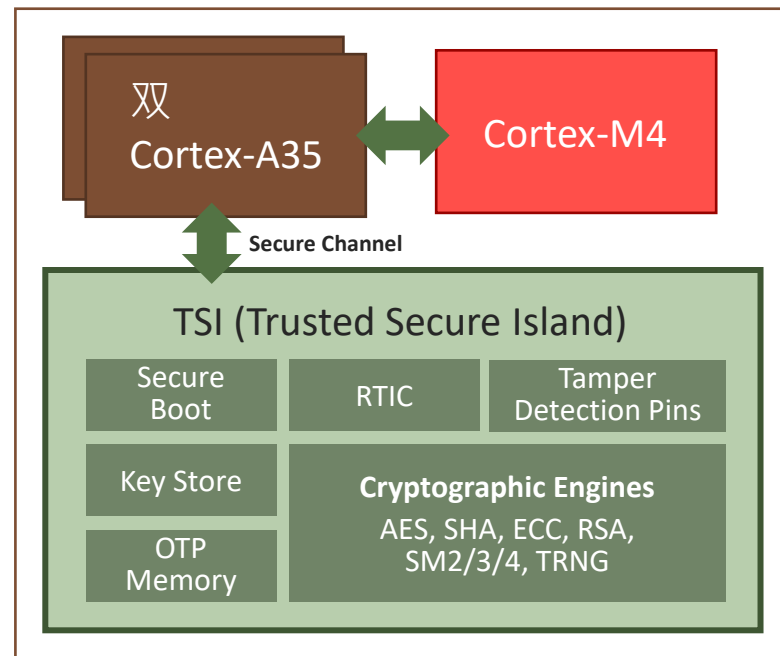 双
Cortex-A35
Cortex-M4
Secure Channel
TSI (Trusted Secure Island)
Secure
Boot
RTIC
Tamper
Detection Pins
Key Store
OTP
Memory
Cryptographic Engines
AES, SHA, ECC, RSA,
SM2/3/4, TRNG